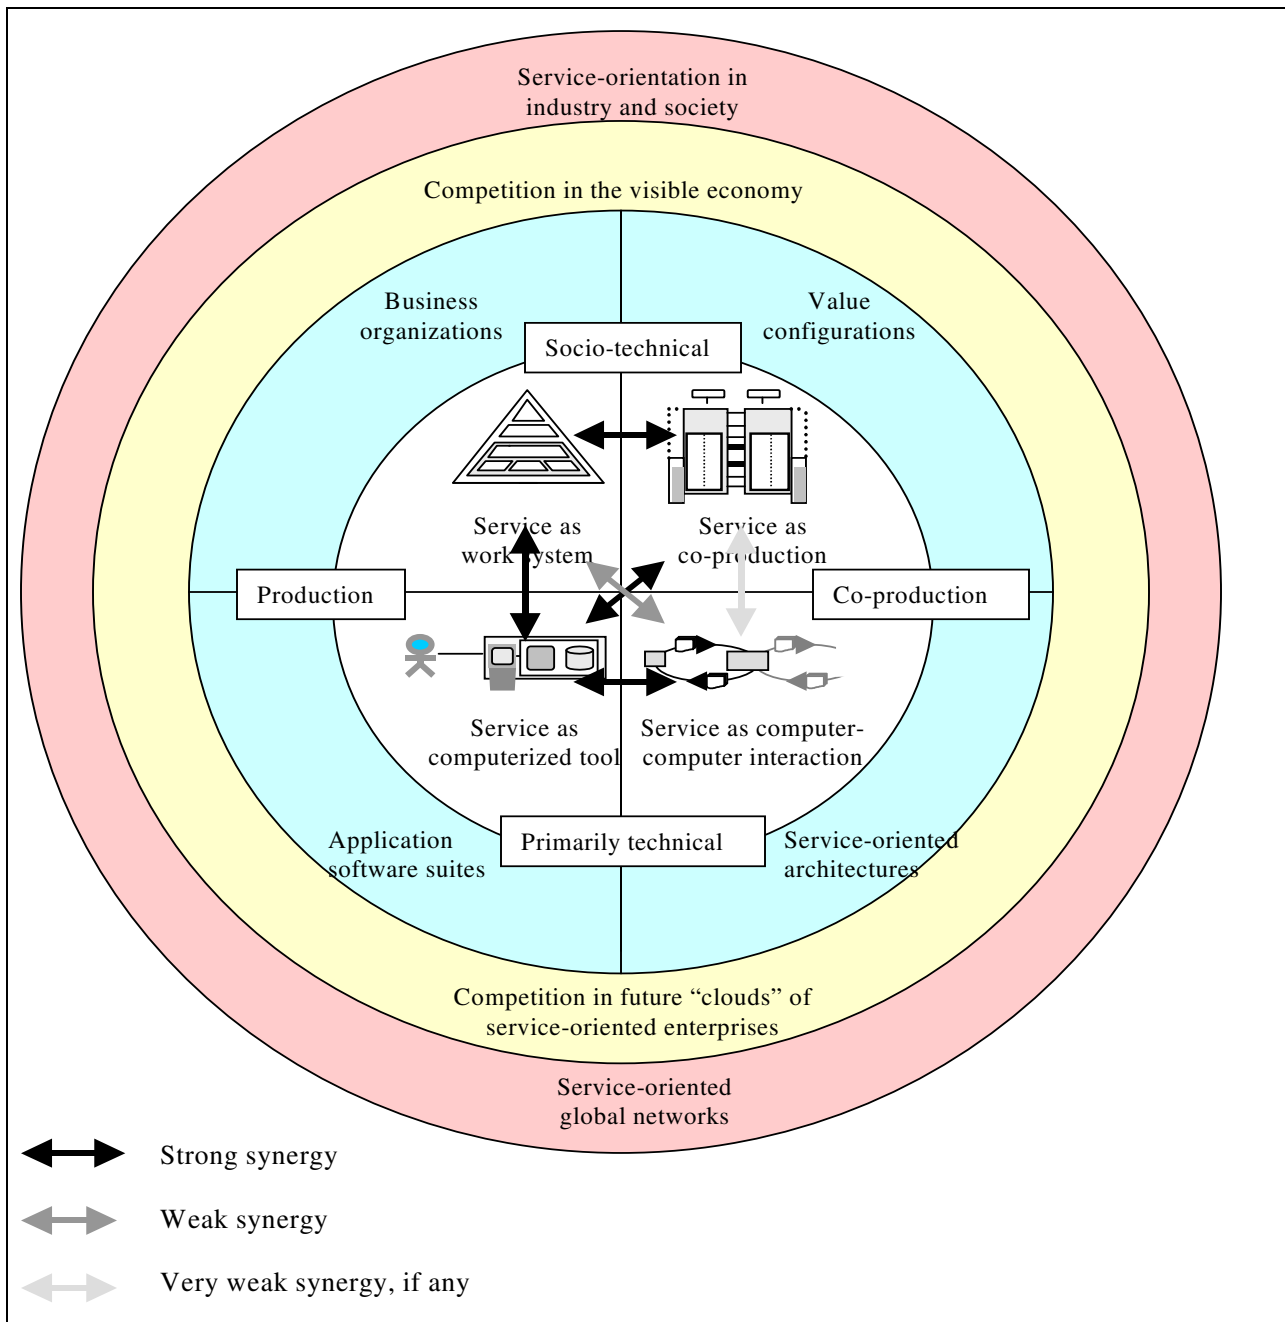 Service-orientation in
industry and society
Competition in the visible economy
Business
organizations
Value
configurations
Socio-technical
Service as
work system
Service as
co-production
Production
Co-production
Service as
computerized tool
Service as computer-
computer interaction
Application
software suites
Primarily technical
Service-oriented
architectures
Competition in future “clouds” of
service-oriented enterprises
Service-oriented
global networks
Strong synergy
Weak synergy
Very weak synergy, if any